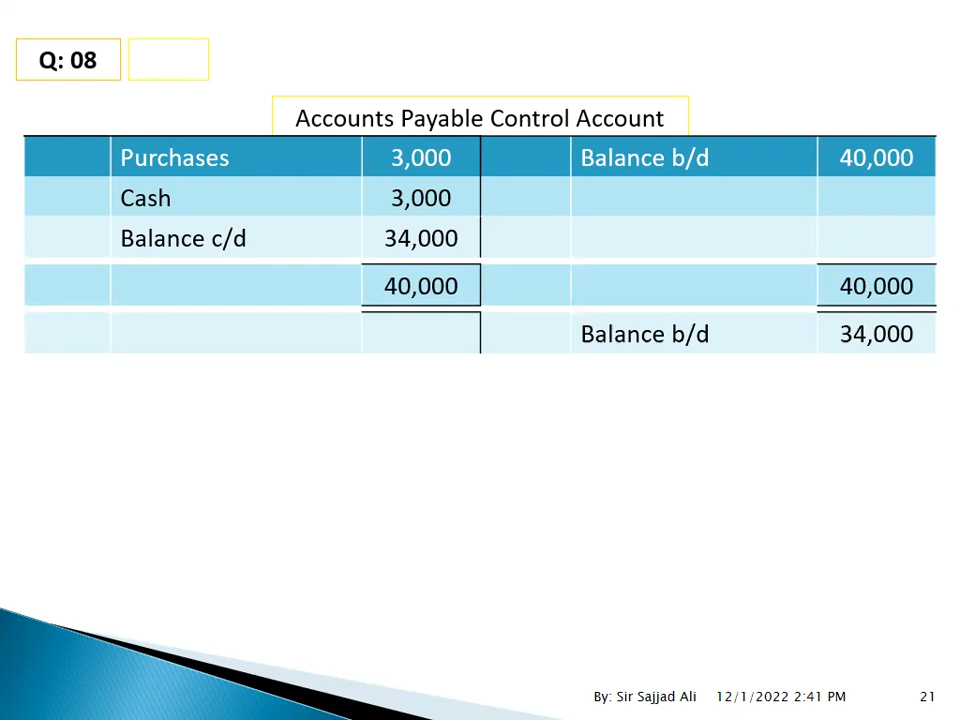 Q: 08
Accounts Payable Control Account
Purchases 3,000 Balance b/d 40,000
Cash 3,000
Balance c/d 34,000
40,000 40,000
Balance b/d 34,000
By: Sir Sajjad Ali 12/1/2022 2:41 PM 21